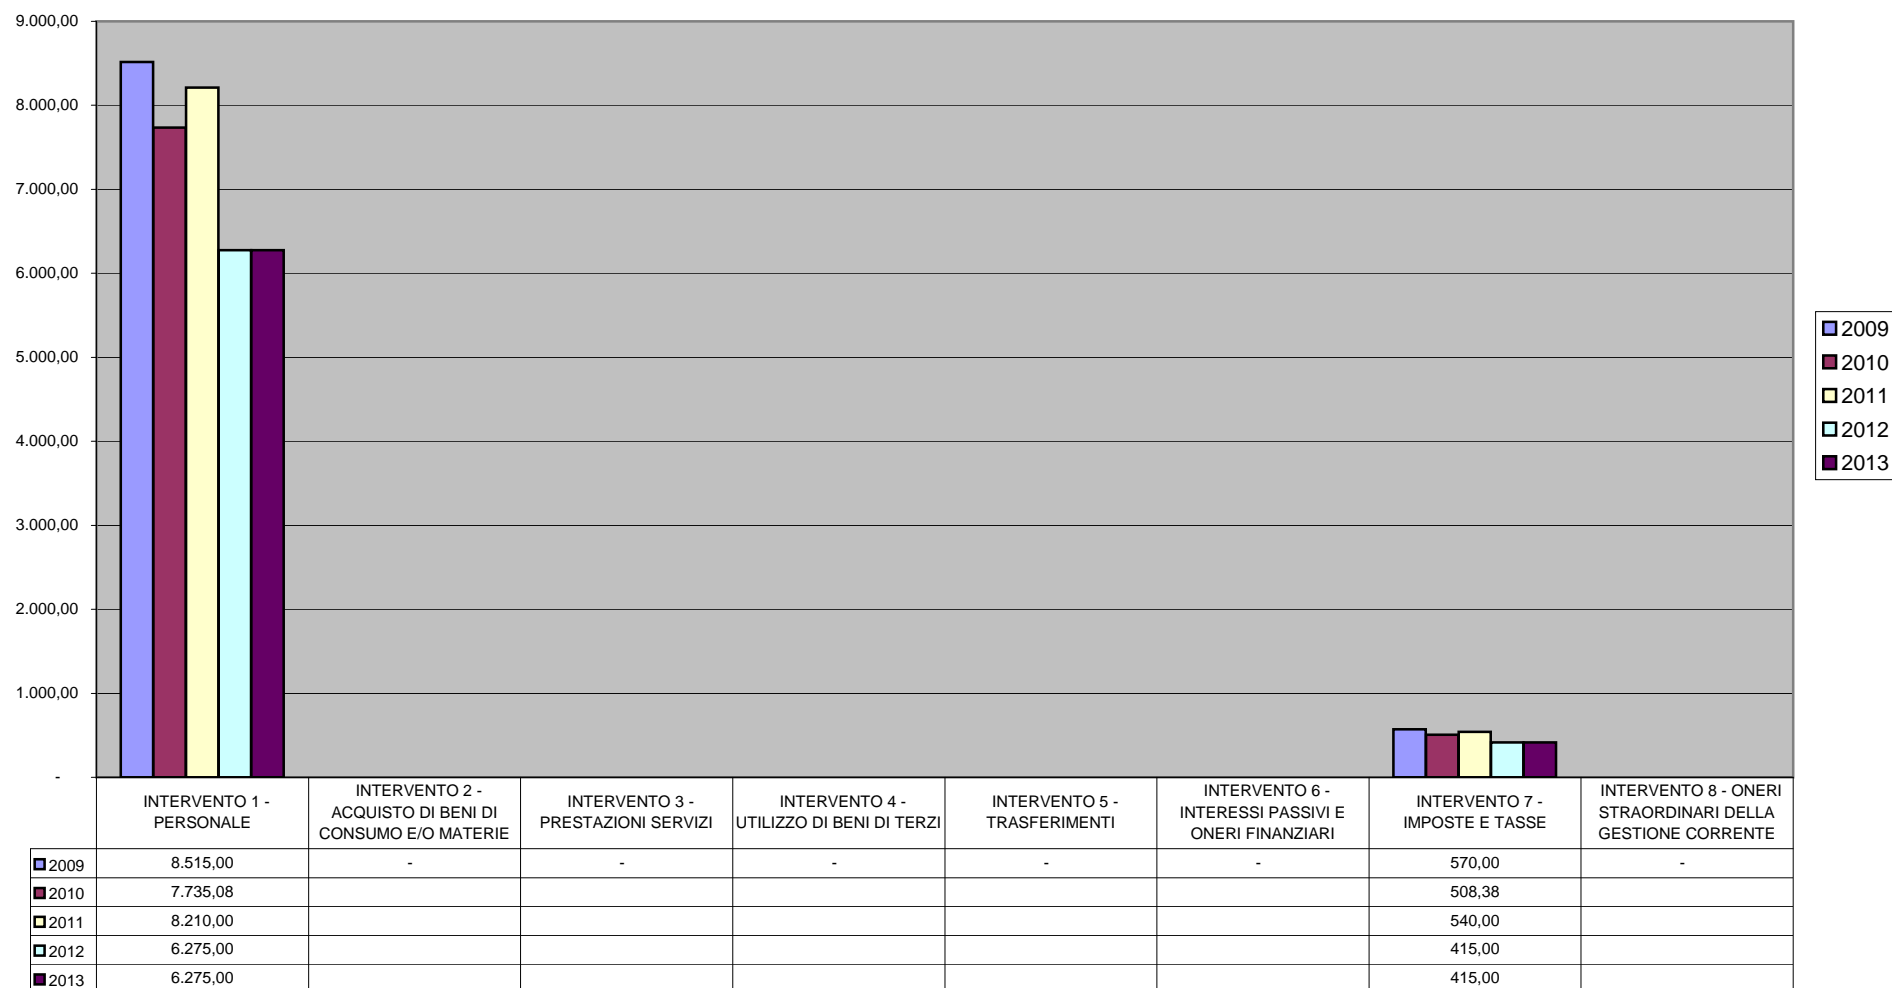 9.000,00
8.000,00
7.000,00
6.000,00
5.000,00
4.000,00
3.000,00
2.000,00
1.000,00
-
2009
2010
2011
2012
2013
INTERVENTO 1 -
PERSONALE
INTERVENTO 2 -
ACQUISTO DI BENI DI
CONSUMO E/O MATERIE
INTERVENTO 3 -
PRESTAZIONI SERVIZI
INTERVENTO 4 -
UTILIZZO DI BENI DI TERZI
INTERVENTO 5 -
TRASFERIMENTI
INTERVENTO 6 -
INTERESSI PASSIVI E
ONERI FINANZIARI
INTERVENTO 7 -
IMPOSTE E TASSE
INTERVENTO 8 - ONERI
STRAORDINARI DELLA
GESTIONE CORRENTE
2009 8.515,00 - - - - - 570,00 -
2010 7.735,08 508,38
2011 8.210,00 540,00
2012 6.275,00 415,00
2013 6.275,00 415,00